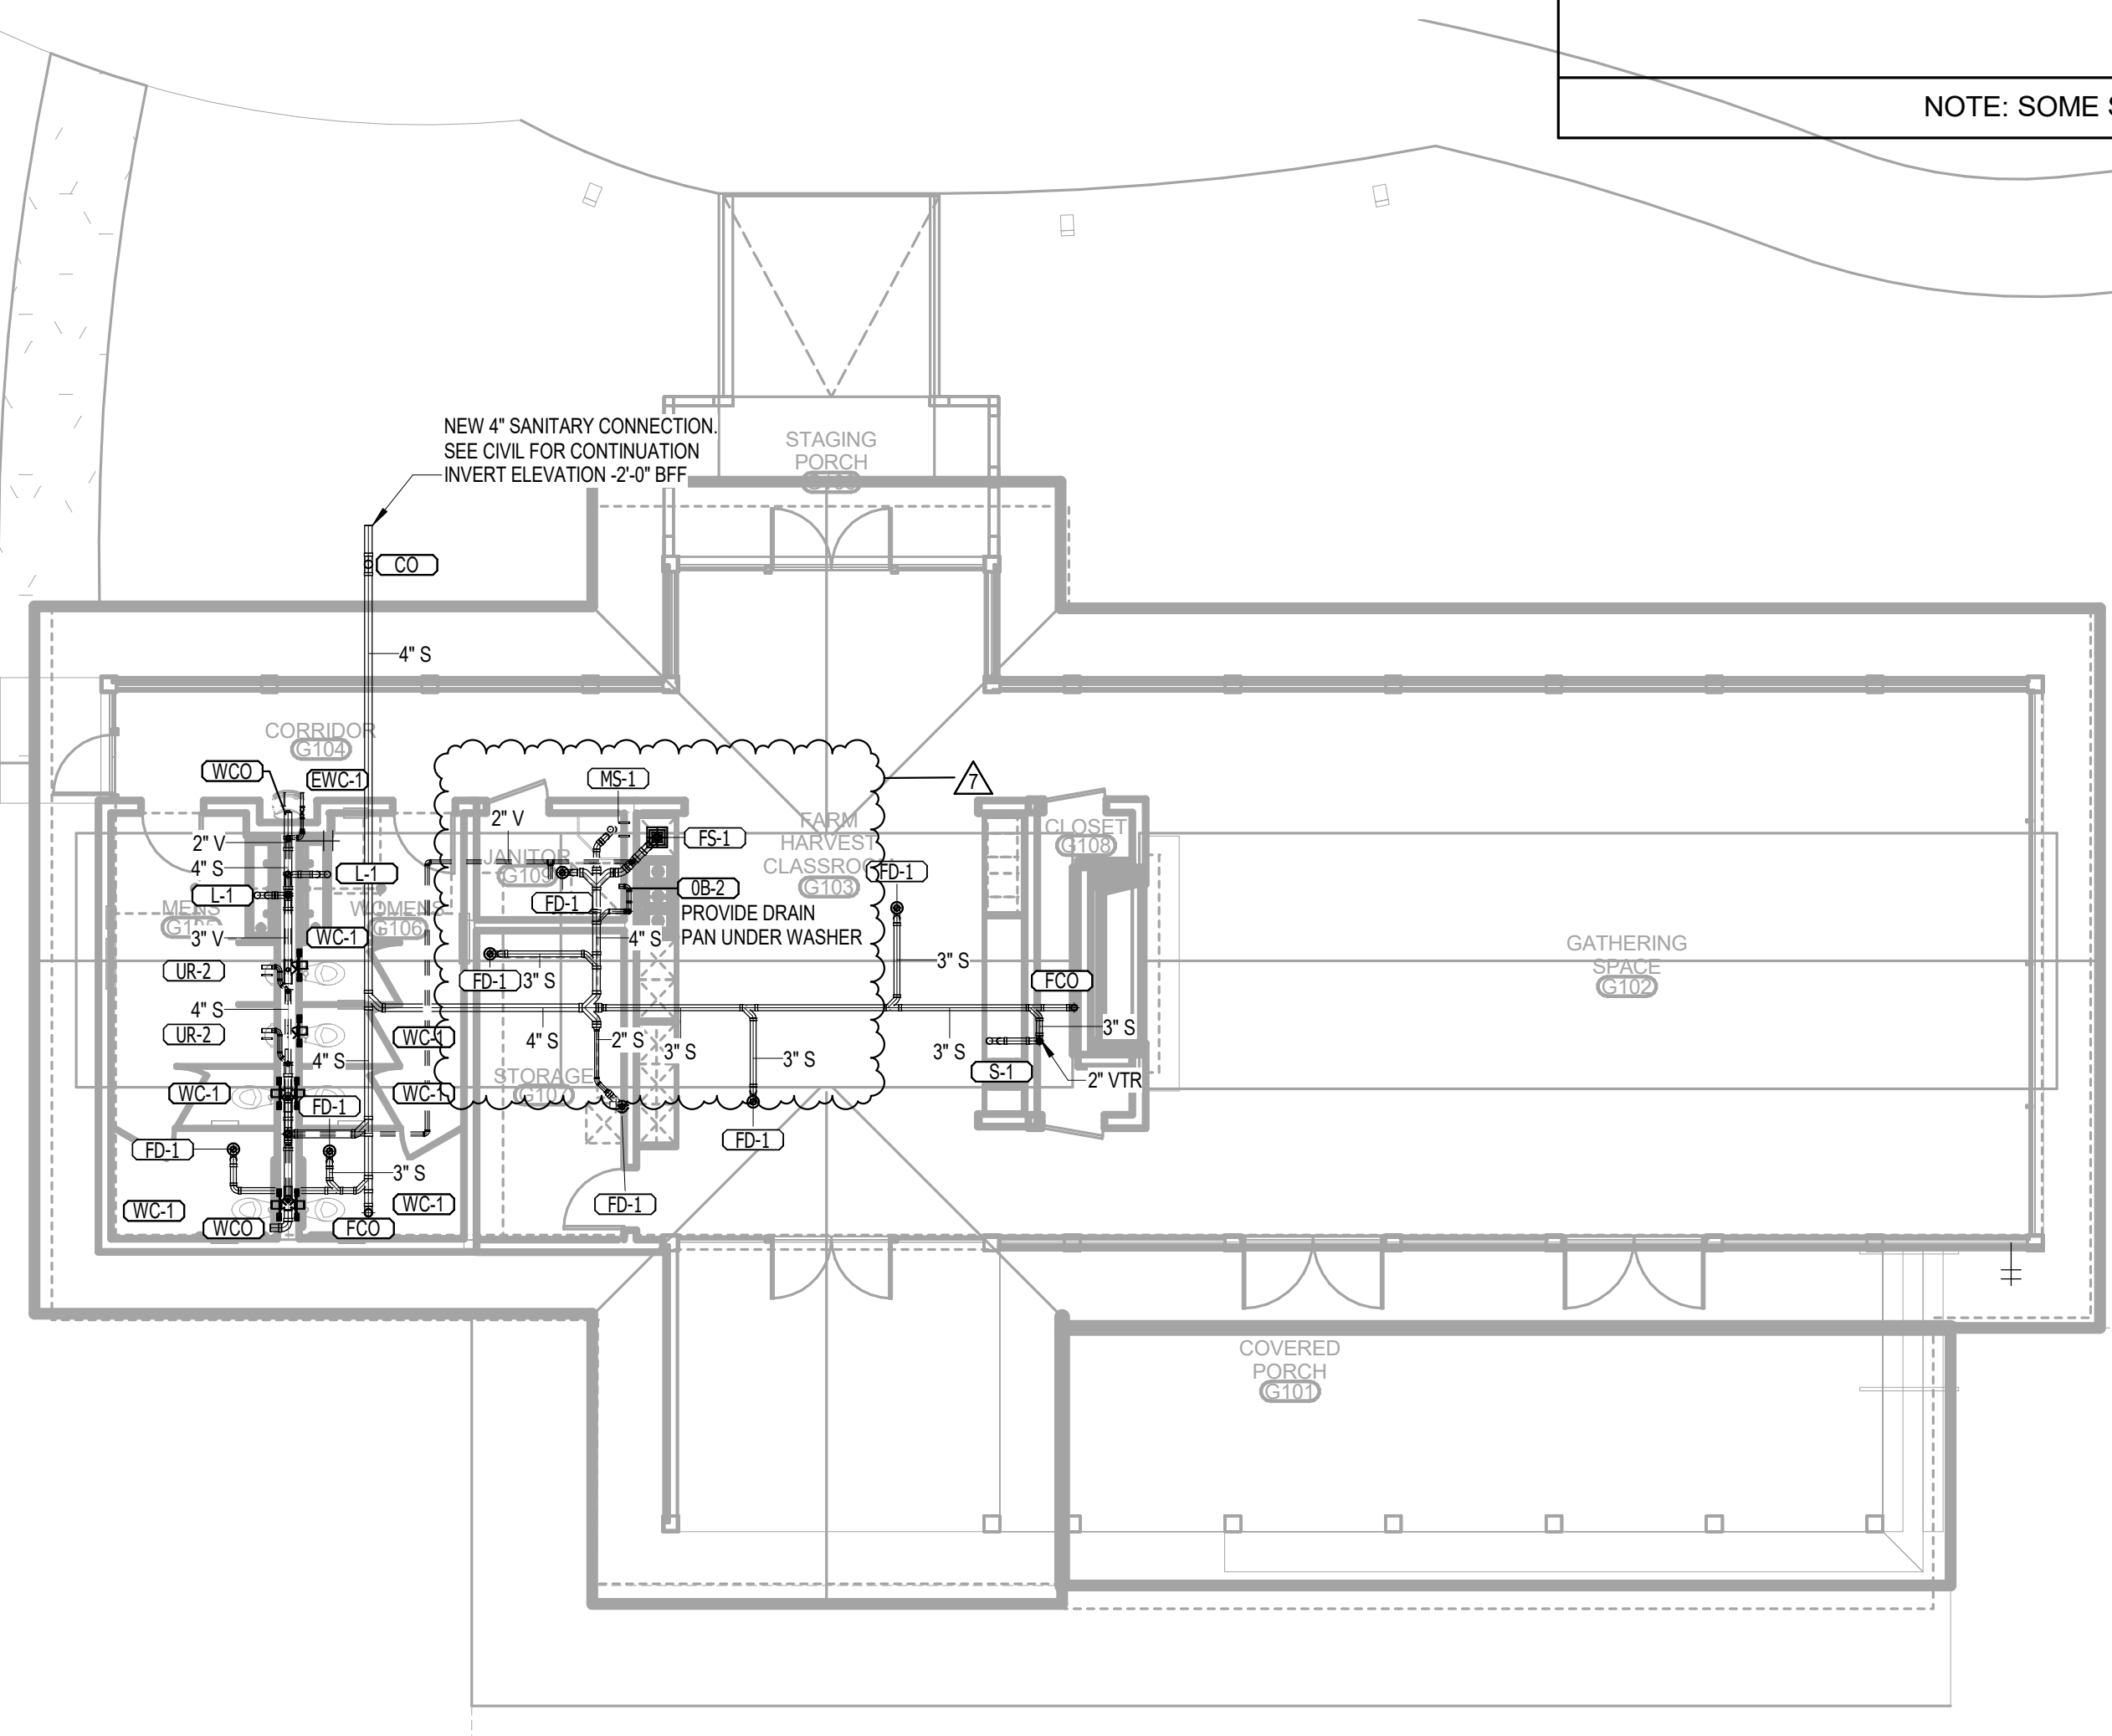 NOTE: SOME S
NEW 4" SANITARY CONNECTION.
SEE CIVIL FOR CONTINUATION
INVERT ELEVATION -2'-0" BFF
STAGING
PORCH
CO
4" S
CORRIDOR
G104
WCO
EWC-1
MS-1
7
2" V
2" V
FS-1
FARM
HARVEST
CLASSROOM
G103
CLOSET
G108
JANITOR
G109
4" S
L-1
FD-1
0B-2
FD-1
L-1
MENS
WOMENS
G106
PROVIDE DRAIN
PAN UNDER WASHER
3" V
WC-1
4" S
GATHERING
SPACE
G102
UR-2
FD-1
3" S
3" S
FCO
4" S
UR-2
WC-1
4" S
2" S
3" S
3" S
3" S
3" S
4" S
S-1
2" VTR
STORAGE
G107
WC-1
WC-1
FD-1
FD-1
FD-1
3" S
WC-1
WC-1
FD-1
WCO
FCO
COVERED
PORCH
G101